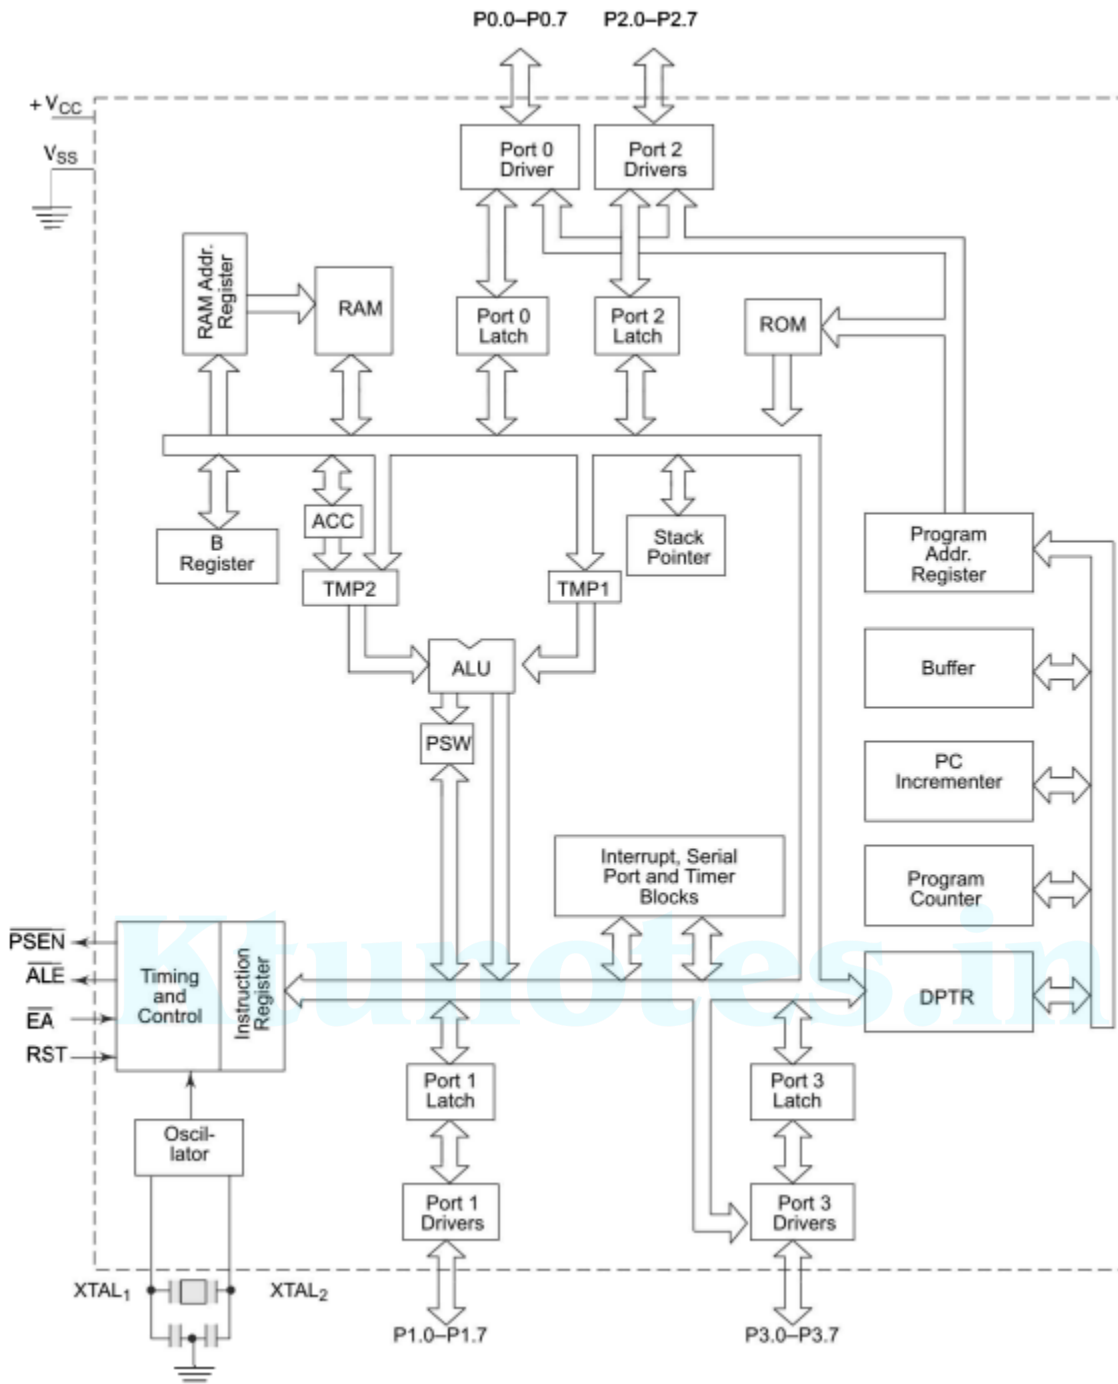 P0.0–P0.7
P2.0–P2.7
+ VCC
VSS
Port 0
Driver
Port 2
Drivers
RAM Addr.
Register
RAM
Port 0
Latch
Port 2
Latch
ROM
B
Register
ACC
TMP2
TMP1
Stack
Pointer
Program
Addr.
Register
ALU
Buffer
PSW
PC
Incrementer
Interrupt, Serial
Port and Timer
Blocks
Program
Counter
Ktunotes.in
PSEN
ALE
EA
RST
Timing
and
Control
Instruction
Register
DPTR
Port 1
Latch
Port 3
Latch
Oscil-
lator
Port 1
Drivers
Port 3
Drivers
XTAL1
XTAL2
P1.0–P1.7
P3.0–P3.7